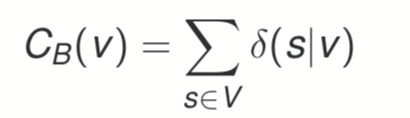 C_B(v) = ∑_{s∈V} δ(s|v)